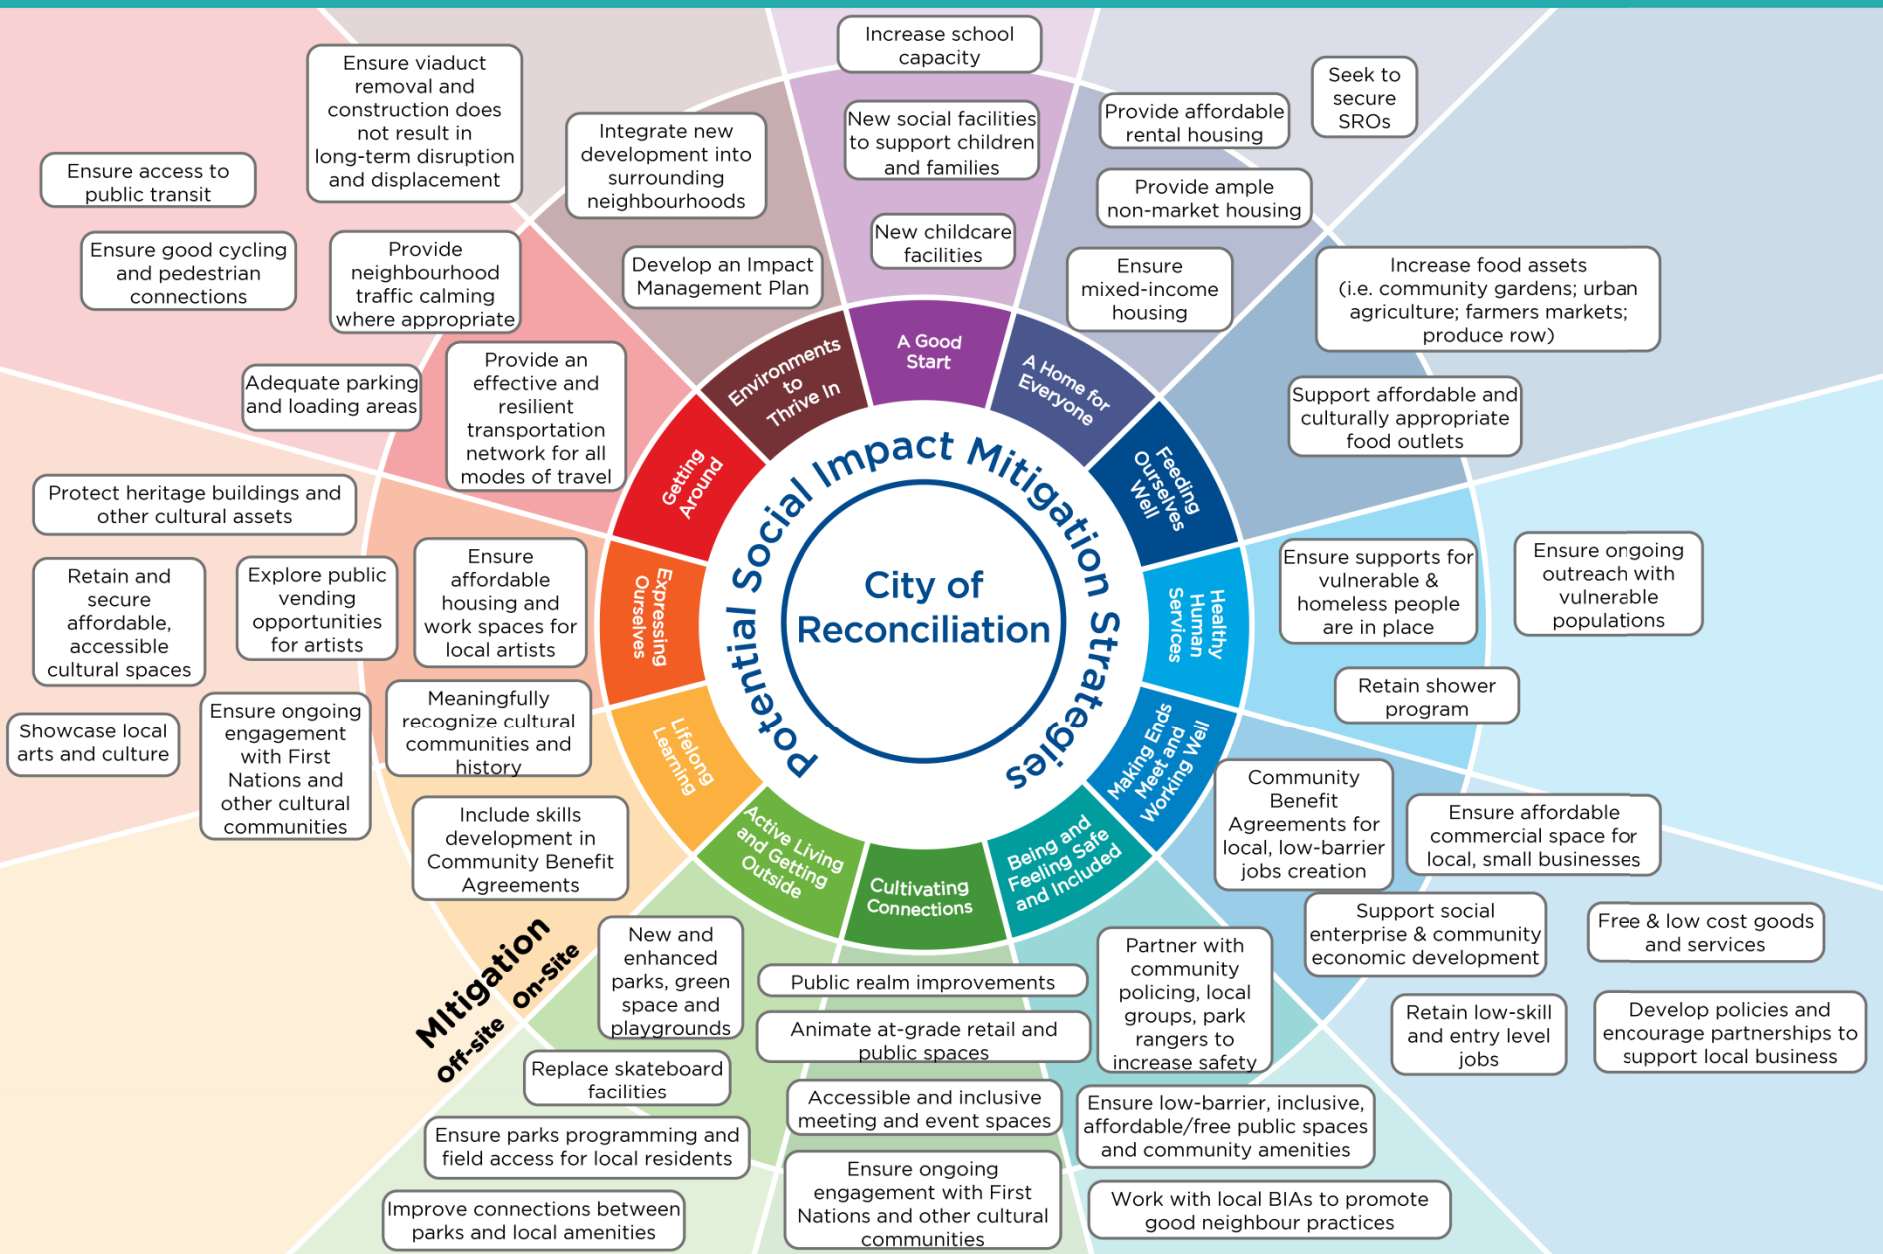 Increase school
capacity
New social facilities
to support children
and families
New childcare
facilities
Seek to
secure
SROs
Provide affordable
rental housing
Provide ample
non-market housing
Ensure
mixed-income
housing
Increase food assets
(i.e. community gardens; urban
agriculture; farmers markets;
produce row)
Support affordable and
culturally appropriate
food outlets
Ensure supports for
vulnerable &
homeless people
are in place
Ensure ongoing
outreach with
vulnerable
populations
Retain shower
program
Community
Benefit
Agreements for
local, low-barrier
jobs creation
Ensure affordable
commercial space for
local, small businesses
Support social
enterprise & community
economic development
Free & low cost goods
and services
Retain low-skill
and entry level
jobs
Develop policies and
encourage partnerships to
support local business
Partner with
community
policing, local
groups, park
rangers to
increase safety
Ensure low-barrier, inclusive,
affordable/free public spaces
and community amenities
Work with local BIAs to promote
good neighbour practices
Public realm improvements
Animate at-grade retail and
public spaces
Accessible and inclusive
meeting and event spaces
Ensure ongoing
engagement with First
Nations and other cultural
communities
New and
enhanced
parks, green
space and
playgrounds
Replace skateboard
facilities
Ensure parks programming and
field access for local residents
Improve connections between
parks and local amenities
MItigation
On-Site
Off-site
Include skills
development in
Community Benefit
Agreements
Protect heritage buildings and
other cultural assets
Retain and
secure
affordable,
accessible
cultural spaces
Explore public
vending
opportunities
for artists
Ensure
affordable
housing and
work spaces for
local artists
Showcase local
arts and culture
Ensure ongoing
engagement
with First
Nations and
other cultural
communities
Meaningfully
recognize cultural
communities and
history
Ensure access to
public transit
Ensure good cycling
and pedestrian
connections
Provide
neighbourhood
traffic calming
where appropriate
Adequate parking
and loading areas
Provide an
effective and
resilient
transportation
network for all
modes of travel
Ensure viaduct
removal and
construction does
not result in
long-term disruption
and displacement
Integrate new
development into
surrounding
neighbourhoods
Develop an Impact
Management Plan
A Good
Start
A Home for
Everyone
Feeding
Ourselves
Well
Healthy
Human
Services
Making Ends
Meet and
Working Well
Being and
Feeling Safe
and Included
Cultivating
Connections
Active Living
and Getting
Outside
Lifelong
Learning
Expressing
Ourselves
Getting
Around
Environments
to
Thrive In
Potential Social Impact Mitigation Strategies
City of
Reconciliation